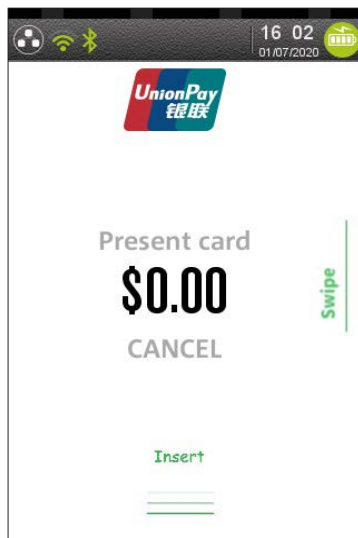 16 02
01/07/2020
UnionPay
银联
Present card
$0.00
Swipe
CANCEL
Insert